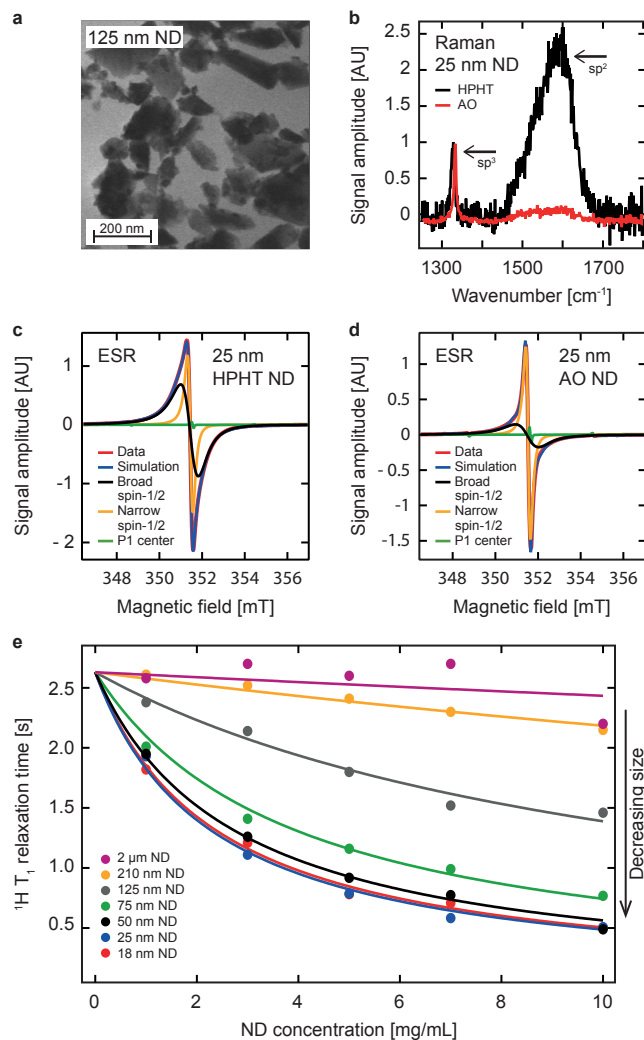 a
125 nm ND
200 nm
b
Signal amplitude [AU]
2.5
2.0
1.5
1
0.5
0
Raman
25 nm ND
HPHT
AO
sp2
sp3
1300
1500
1700
Wavenumber [cm-1]
c
Signal amplitude [AU]
1
0
-1
- 2
ESR
25 nm
HPHT ND
Data
Simulation
Broad
spin-1/2
Narrow
spin-1/2
P1 center
348
350
352
354
356
Magnetic field [mT]
d
Signal amplitude [AU]
1
0.5
0
- 0.5
- 1
-1.5
ESR
25 nm
AO ND
Data
Simulation
Broad
spin-1/2
Narrow
spin-1/2
P1 center
348
350
352
354
356
Magnetic field [mT]
e
1H T1 relaxation time [s]
2.5
2.0
1.5
1.0
0.5
2 μm ND
210 nm ND
125 nm ND
75 nm ND
50 nm ND
25 nm ND
18 nm ND
Decreasing size
0
2
4
6
8
10
ND concentration [mg/mL]